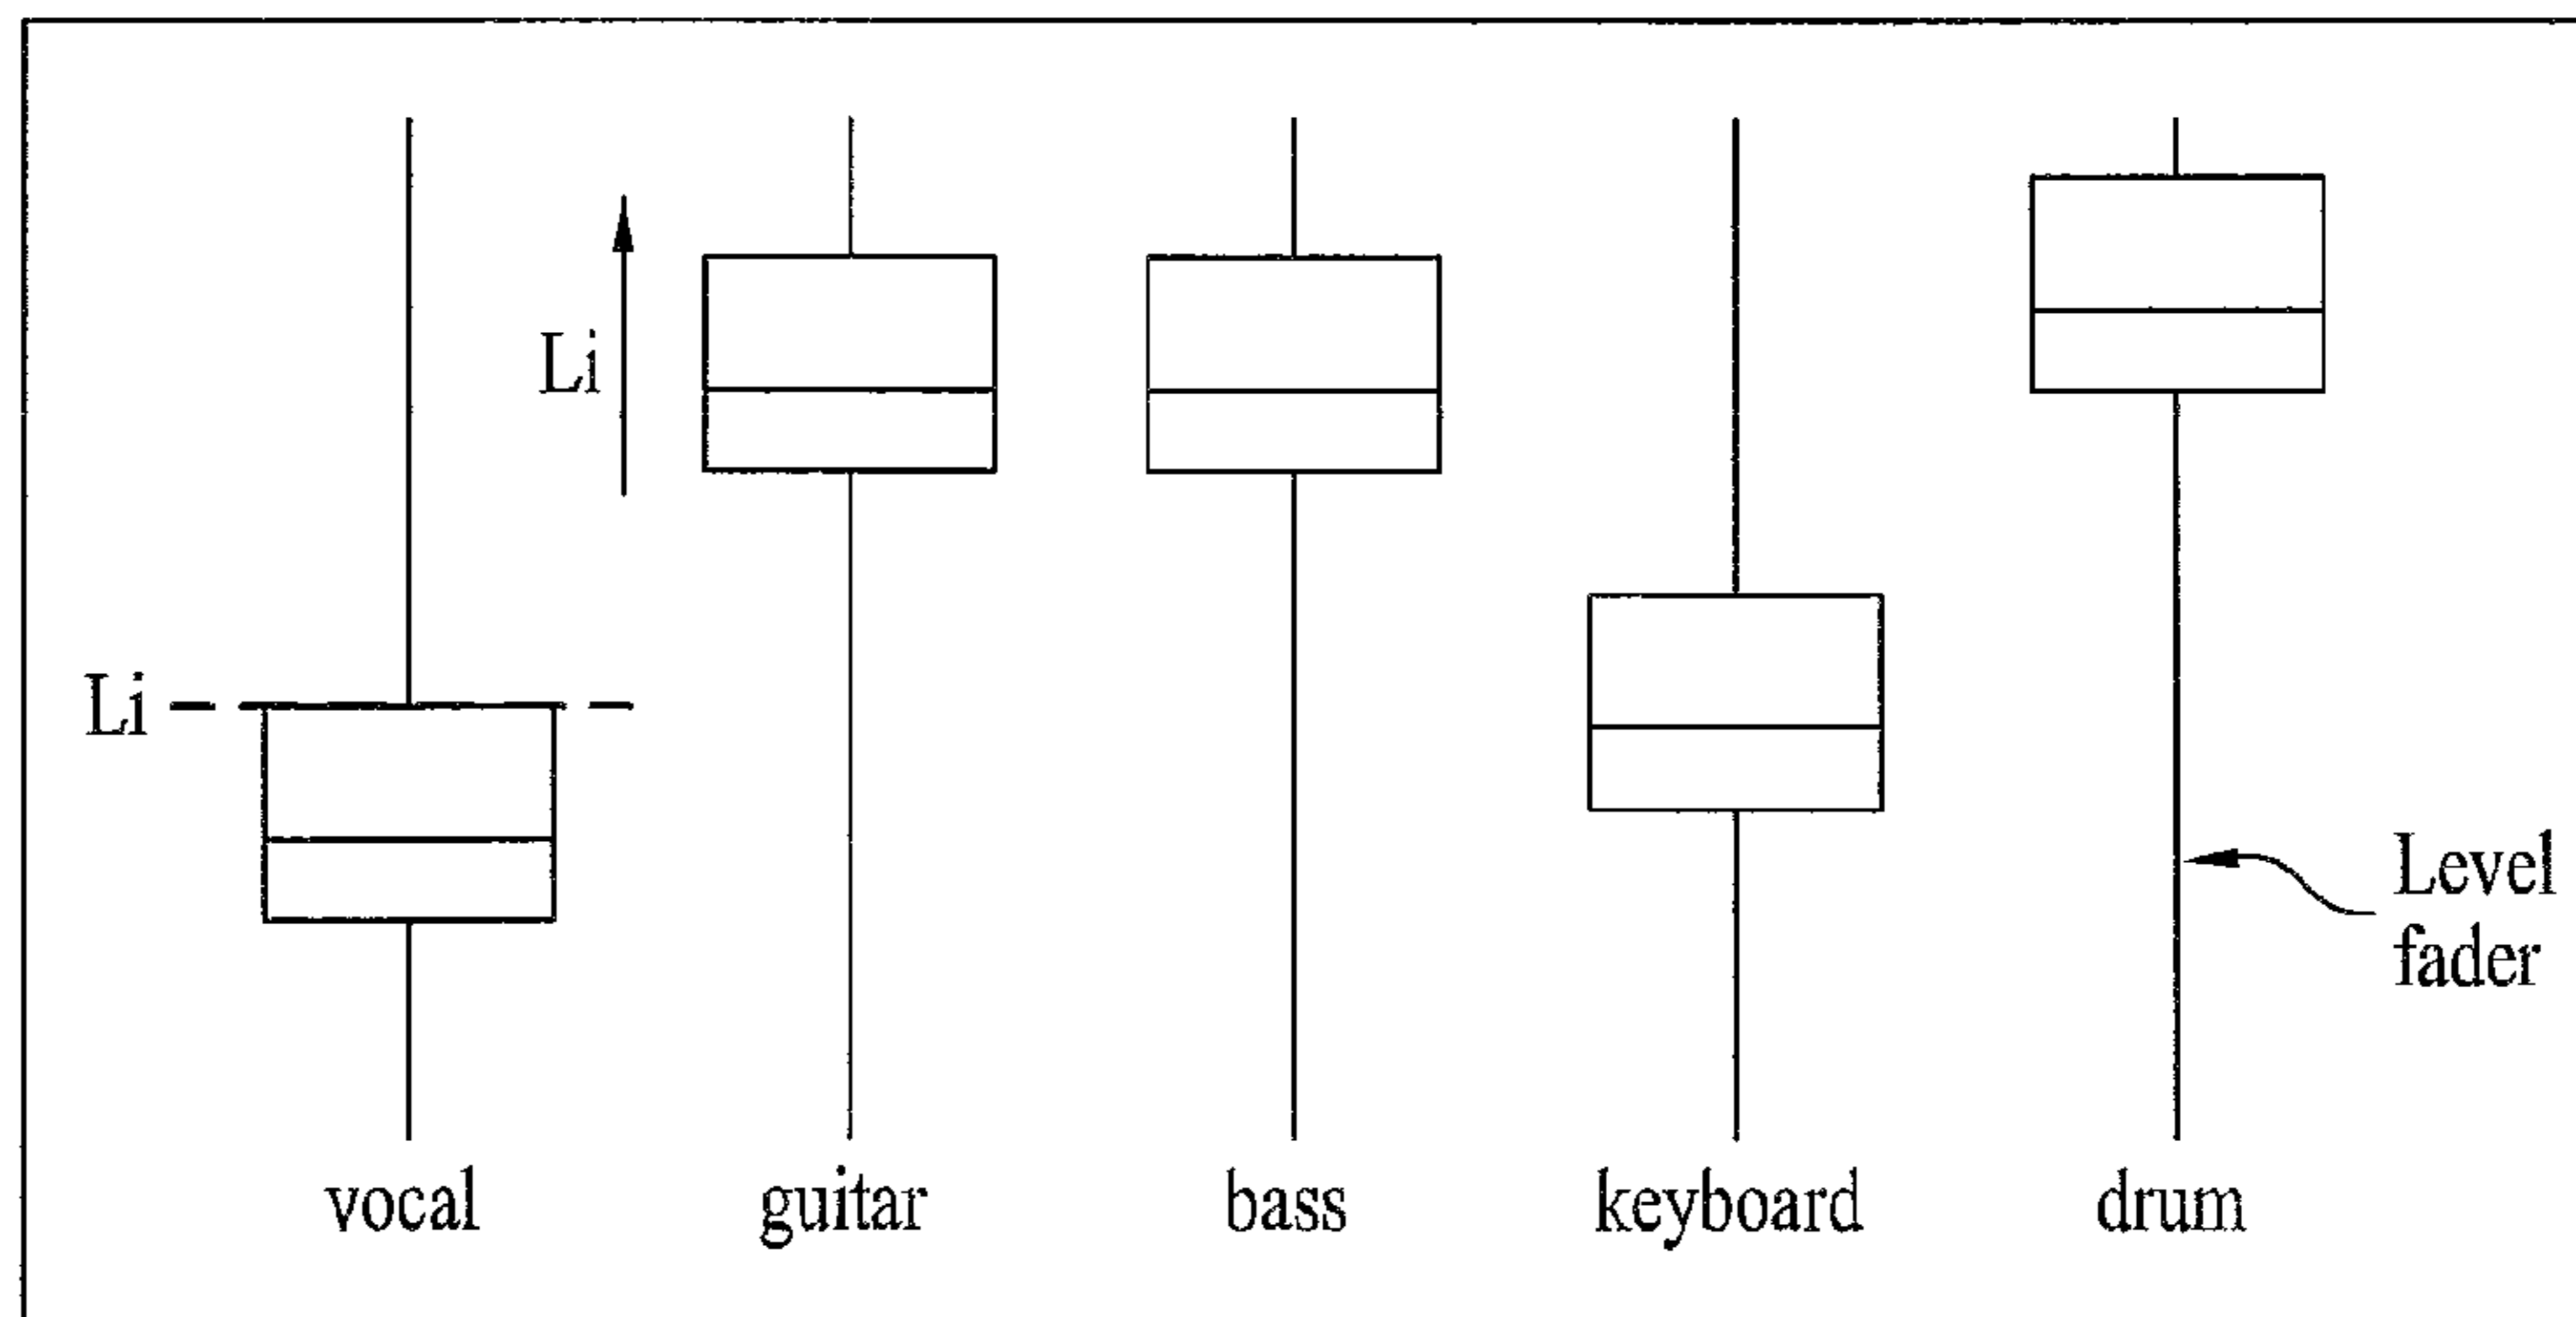 Li
Li
Level
fader
vocal
guitar
bass
keyboard
drum